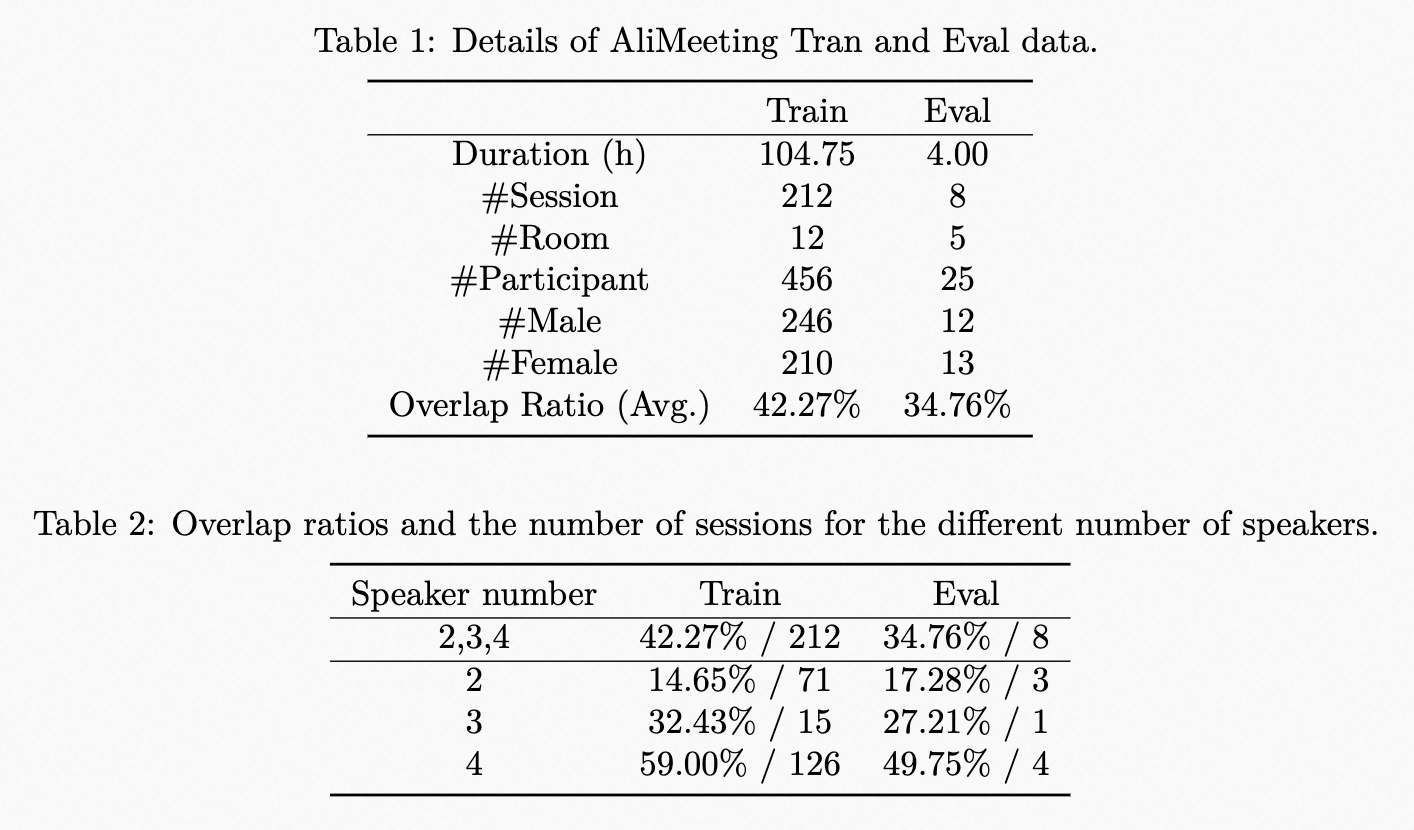 Table 1: Details of AliMeeting Tran and Eval data.
Train Eval
Duration (h) 104.75 4.00
#Session 212 8
#Room 12 5
#Participant 456 25
#Male 246 12
#Female 210 13
Overlap Ratio (Avg.) 42.27% 34.76%
Table 2: Overlap ratios and the number of sessions for the different number of speakers.
Speaker number Train Eval
2,3,4 42.27% / 212 34.76% / 8
2 14.65% / 71 17.28% / 3
3 32.43% / 15 27.21% / 1
4 59.00% / 126 49.75% / 4